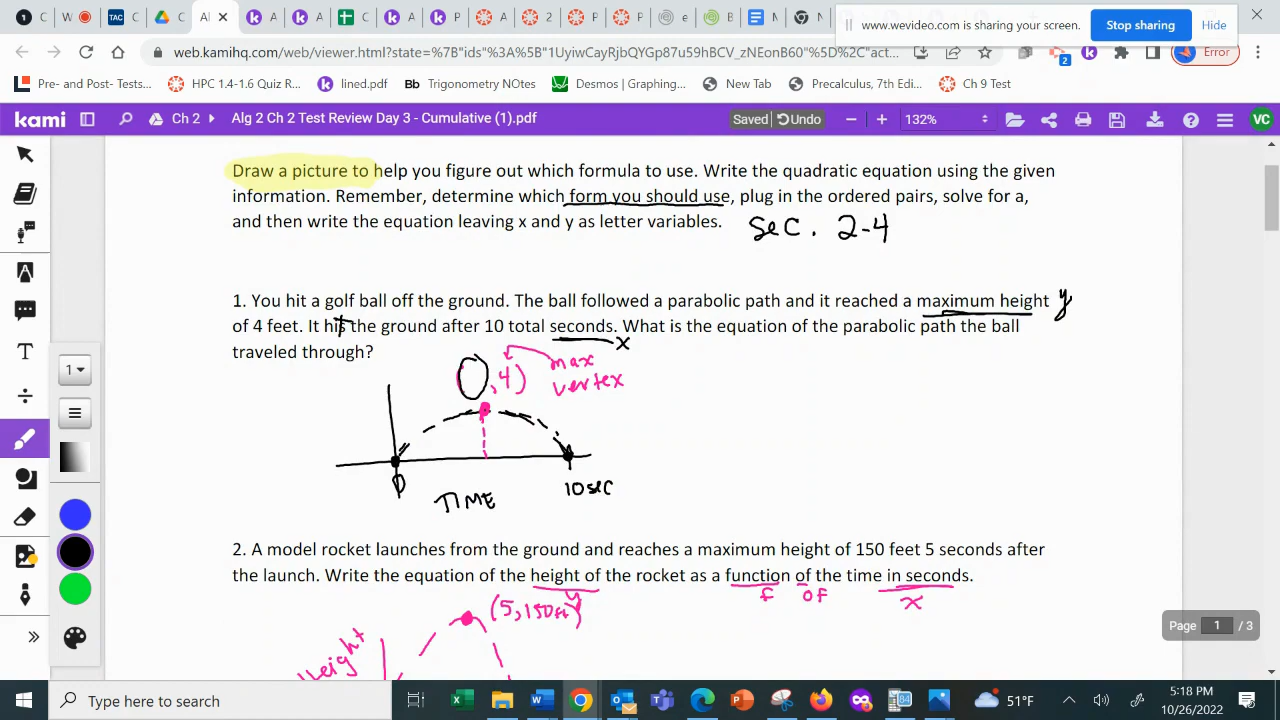 www.wevideo.com is sharing your screen. Stop sharing Hide
web.kamihq.com/web/viewer.html?state=%7B"ids"%3A%5B"1UyiwCayRjbQYGp87u59hBCV_zNEonB60"%5D%2C"act... Error
Pre- and Post- Tests... HPC 1.4-1.6 Quiz R... lined.pdf Bb Trigonometry NOtes Desmos | Graphing... New Tab Precalculus, 7th Edi... Ch 9 Test
kami Ch 2 Alg 2 Ch 2 Test Review Day 3 - Cumulative (1).pdf Saved Undo 132% VC
Draw a picture to help you figure out which formula to use. Write the quadratic equation using the given
information. Remember, determine which form you should use, plug in the ordered pairs, solve for a,
and then write the equation leaving x and y as letter variables. Sec. 2-4
1. You hit a golf ball off the ground. The ball followed a parabolic path and it reached a maximum height y
of 4 feet. It hit the ground after 10 total seconds. What is the equation of the parabolic path the ball
x
traveled through?
max
( ,4)
vertex
0
TIME
10sec
2. A model rocket launches from the ground and reaches a maximum height of 150 feet 5 seconds after
the launch. Write the equation of the height of the rocket as a function of the time in seconds.
y f of x
(5,150ft)
Height
Page 1 / 3
Type here to search
51°F
5:18 PM
10/26/2022